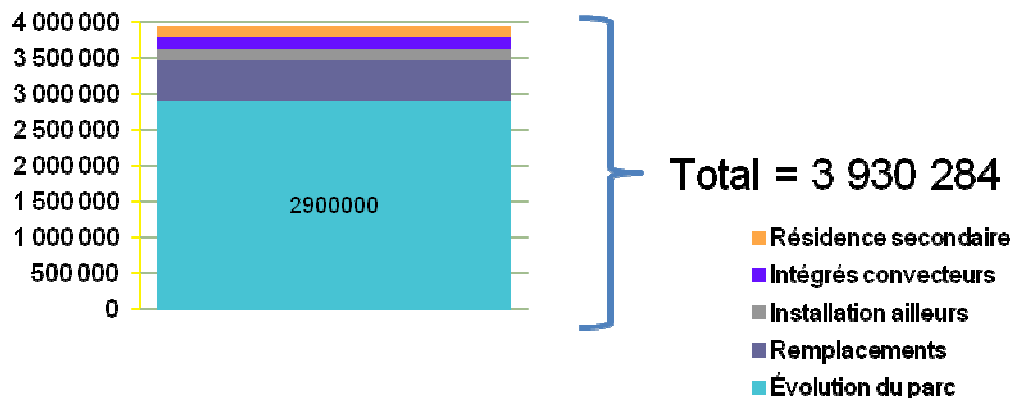 4 000 000
3 500 000
3 000 000
2 500 000
2 000 000
1 500 000
1 000 000
500 000
0
2900000
Total = 3 930 284
Résidence secondaire
Intégrés convecteurs
Installation ailleurs
Remplacements
Évolution du parc